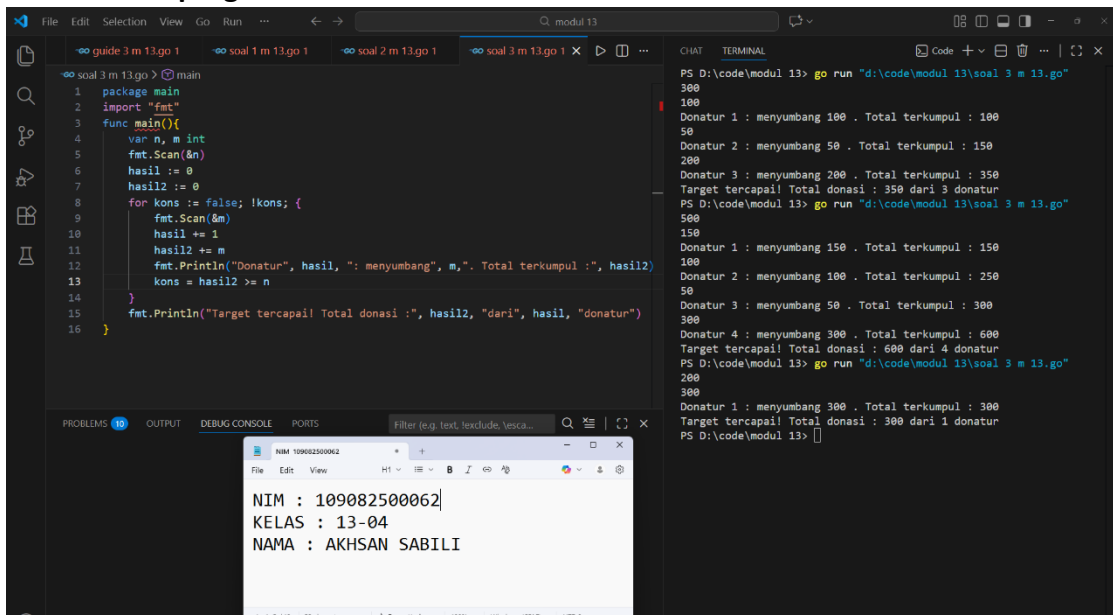 File Edit Selection View Go Run ... modul 13
guide 3 m 13.go 1 soal 1 m 13.go 1 soal 2 m 13.go 1 soal 3 m 13.go 1
soal 3 m 13.go > main
1 package main
2 import "fmt"
3 func main(){
4 var n, m int
5 fmt.Scan(&n)
6 hasil := 0
7 hasil2 := 0
8 for kons := false; !kons; {
9 fmt.Scan(&m)
10 hasil += 1
11 hasil2 += m
12 fmt.Println("Donatur", hasil, ": menyumbang", m,". Total terkumpul :", hasil2)
13 kons = hasil2 >= n
14 }
15 fmt.Println("Target tercapai! Total donasi :", hasil2, "dari", hasil, "donatur")
16 }
CHAT TERMINAL Code
PS D:\code\modul 13> go run "d:\code\modul 13\soal 3 m 13.go"
300
100
Donatur 1 : menyumbang 100 . Total terkumpul : 100
50
Donatur 2 : menyumbang 50 . Total terkumpul : 150
200
Donatur 3 : menyumbang 200 . Total terkumpul : 350
Target tercapai! Total donasi : 350 dari 3 donatur
PS D:\code\modul 13> go run "d:\code\modul 13\soal 3 m 13.go"
500
150
Donatur 1 : menyumbang 150 . Total terkumpul : 150
100
Donatur 2 : menyumbang 100 . Total terkumpul : 250
50
Donatur 3 : menyumbang 50 . Total terkumpul : 300
300
Donatur 4 : menyumbang 300 . Total terkumpul : 600
Target tercapai! Total donasi : 600 dari 4 donatur
PS D:\code\modul 13> go run "d:\code\modul 13\soal 3 m 13.go"
200
300
Donatur 1 : menyumbang 300 . Total terkumpul : 300
Target tercapai! Total donasi : 300 dari 1 donatur
PS D:\code\modul 13>
PROBLEMS 10 OUTPUT DEBUG CONSOLE PORTS Filter (e.g. text, !exclude, \esca...
NIM 109082500062
File Edit View H1 B I
NIM : 109082500062
KELAS : 13-04
NAMA : AKHSAN SABILI